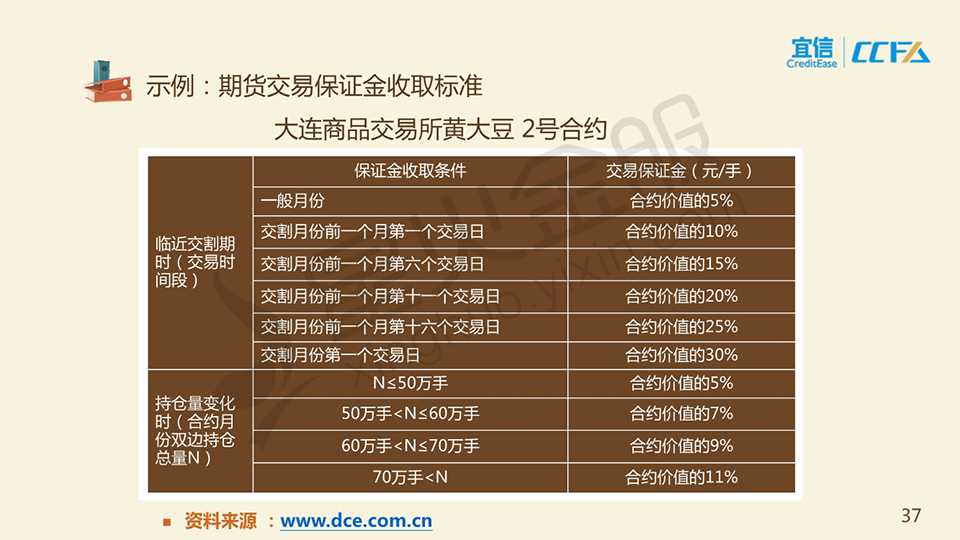 宜信
CreditEase
CCFA
示例：期货交易保证金收取标准
大连商品交易所黄大豆 2号合约
保证金收取条件 交易保证金（元/手）
临近交割期时（交易时间段）
一般月份 合约价值的5%
交割月份前一个月第一个交易日 合约价值的10%
交割月份前一个月第六个交易日 合约价值的15%
交割月份前一个月第十一个交易日 合约价值的20%
交割月份前一个月第十六个交易日 合约价值的25%
交割月份第一个交易日 合约价值的30%
持仓量变化时（合约月份双边持仓总量N）
N≤50万手 合约价值的5%
50万手<N≤60万手 合约价值的7%
60万手<N≤70万手 合约价值的9%
70万手<N 合约价值的11%
资料来源 ：www.dce.com.cn
37